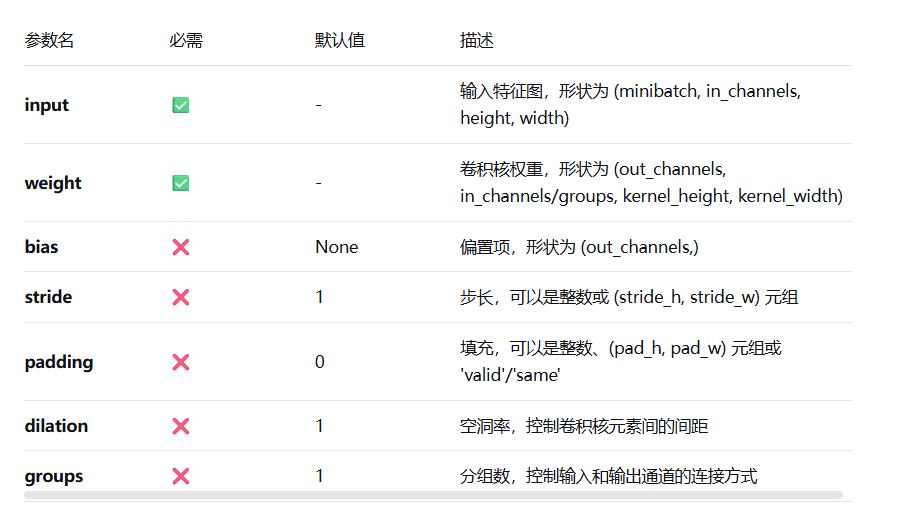 参数名 必需 默认值 描述
input ✅ - 输入特征图，形状为 (minibatch, in_channels,
height, width)
weight ✅ - 卷积核权重，形状为 (out_channels,
in_channels/groups, kernel_height, kernel_width)
bias ❌ None 偏置项，形状为 (out_channels,)
stride ❌ 1 步长，可以是整数或 (stride_h, stride_w) 元组
padding ❌ 0 填充，可以是整数、(pad_h, pad_w) 元组或
'valid'/'same'
dilation ❌ 1 空洞率，控制卷积核元素间的间距
groups ❌ 1 分组数，控制输入和输出通道的连接方式